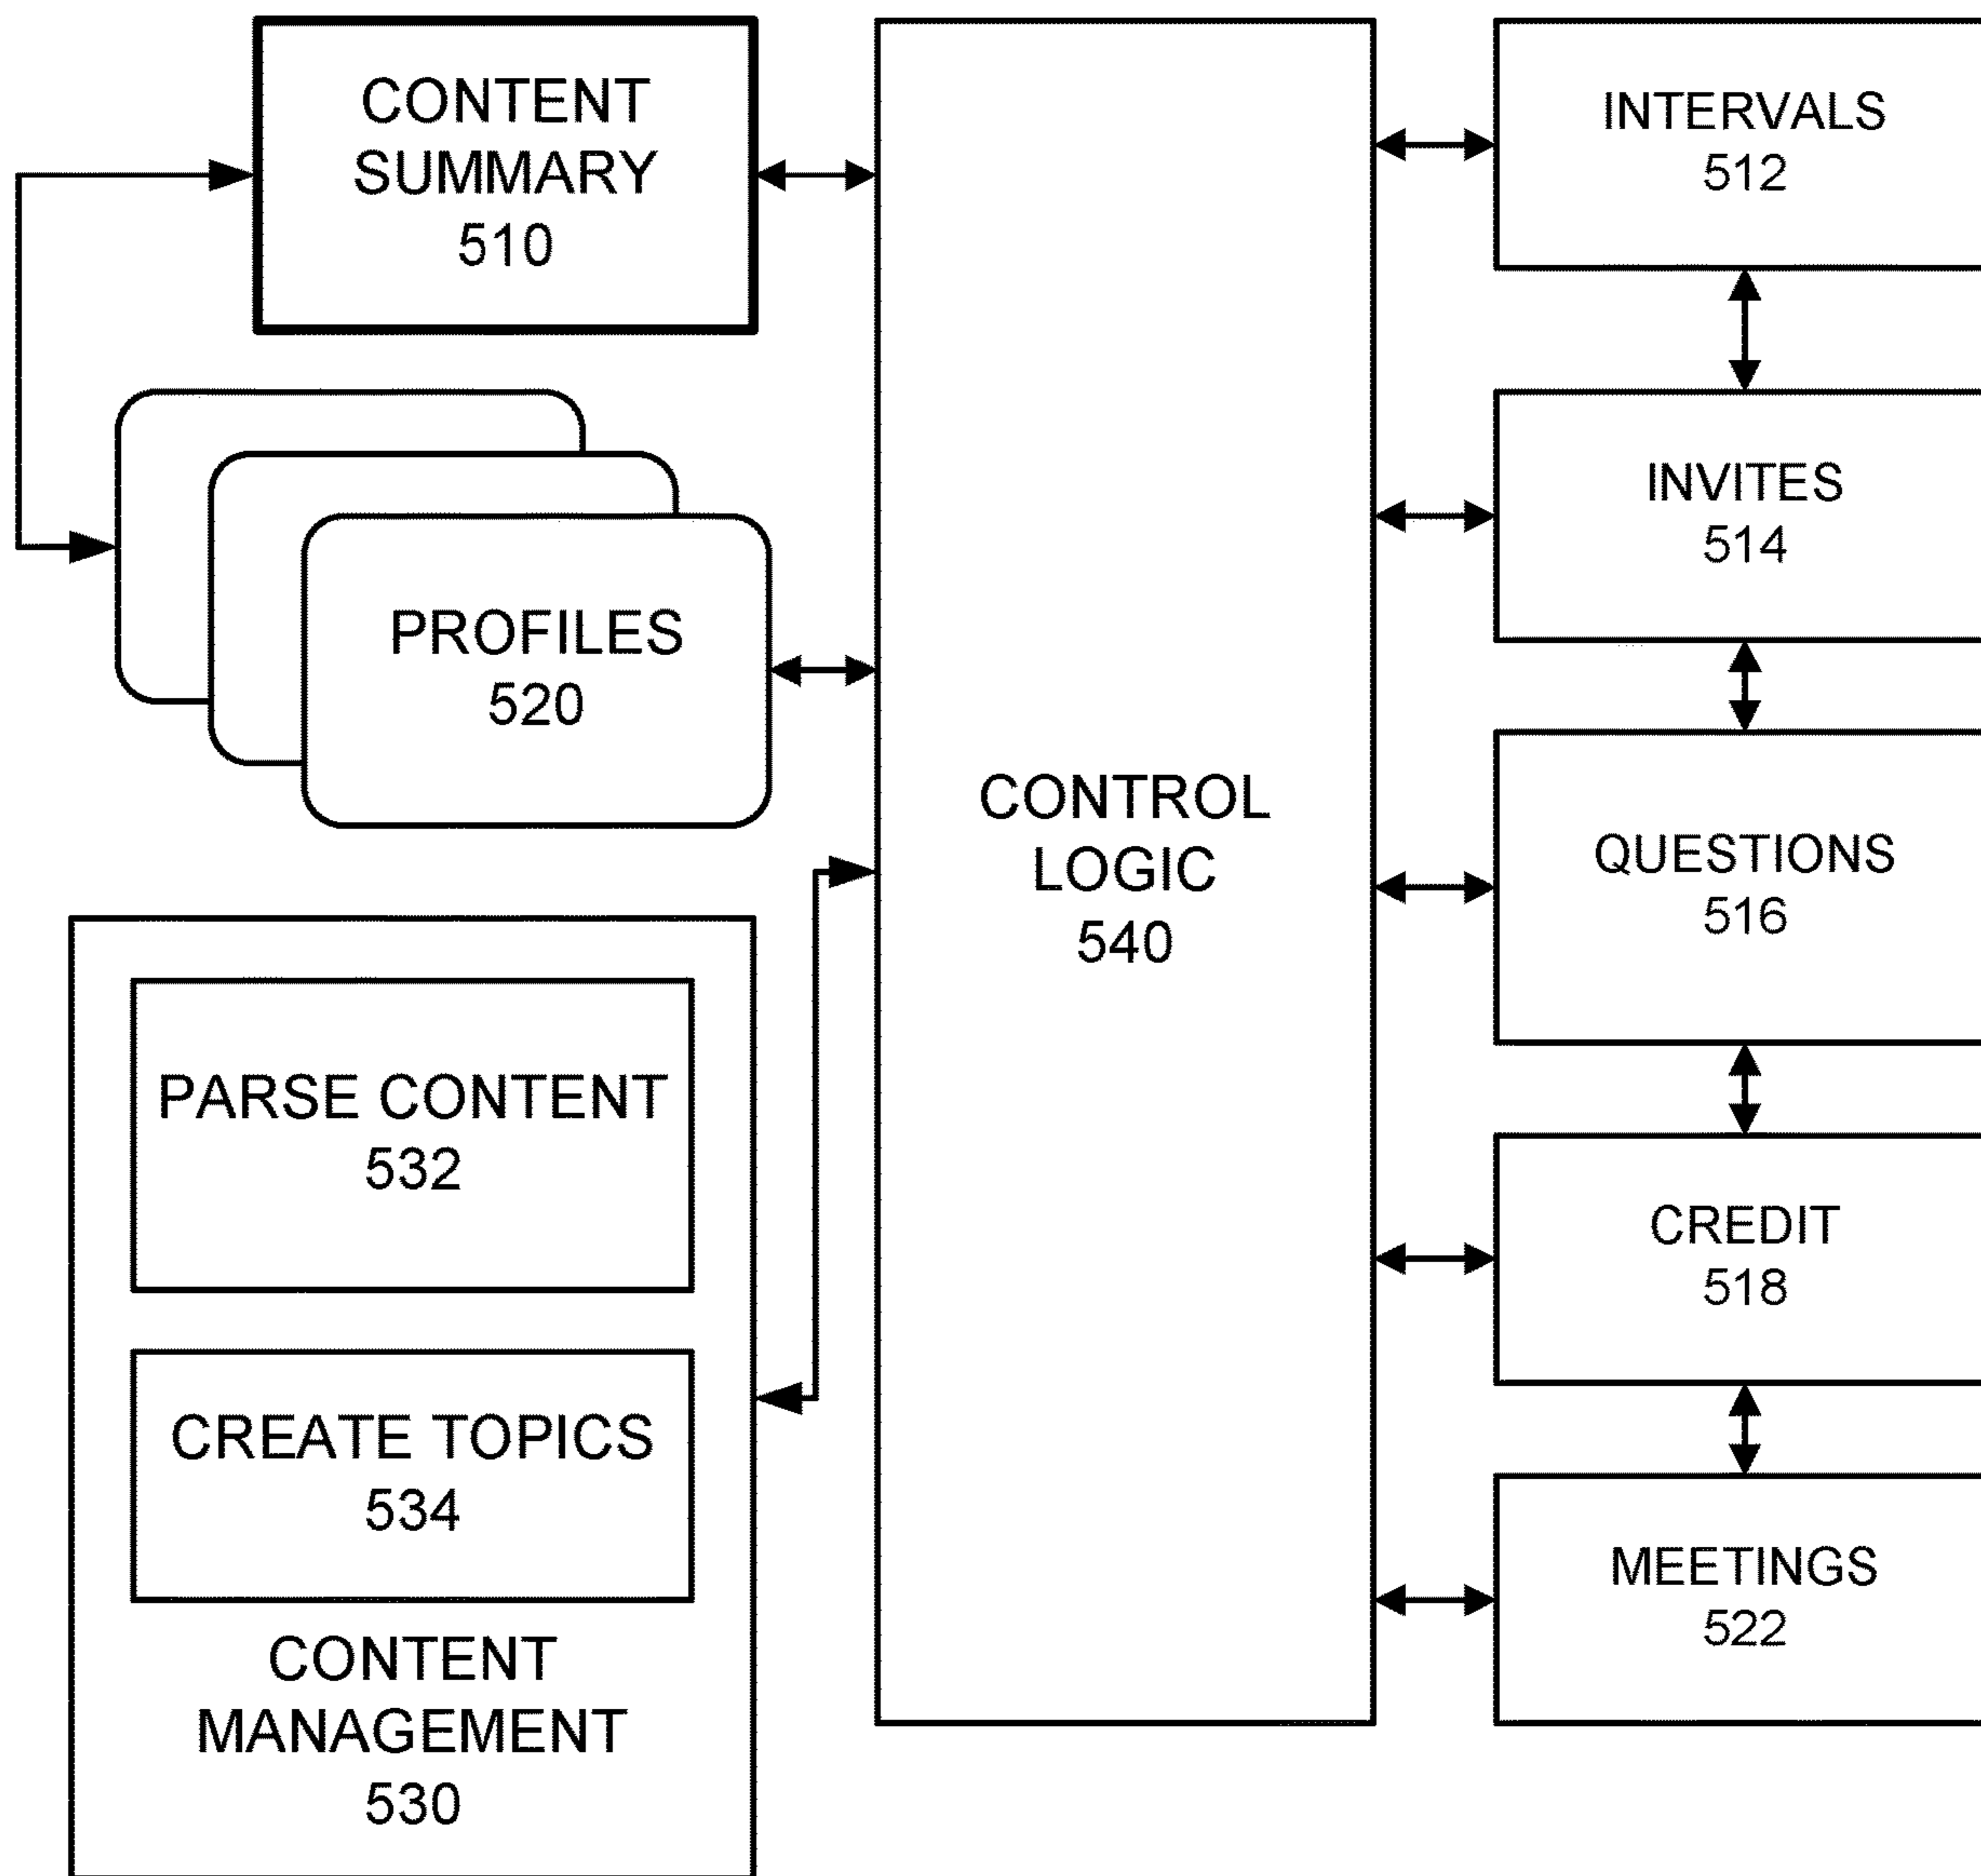 CONTENT
SUMMARY
510
PROFILES
520
PARSE CONTENT
532
CREATE TOPICS
534
CONTENT
MANAGEMENT
530
CONTROL
LOGIC
540
INTERVALS
512
INVITES
514
QUESTIONS
516
CREDIT
518
MEETINGS
522